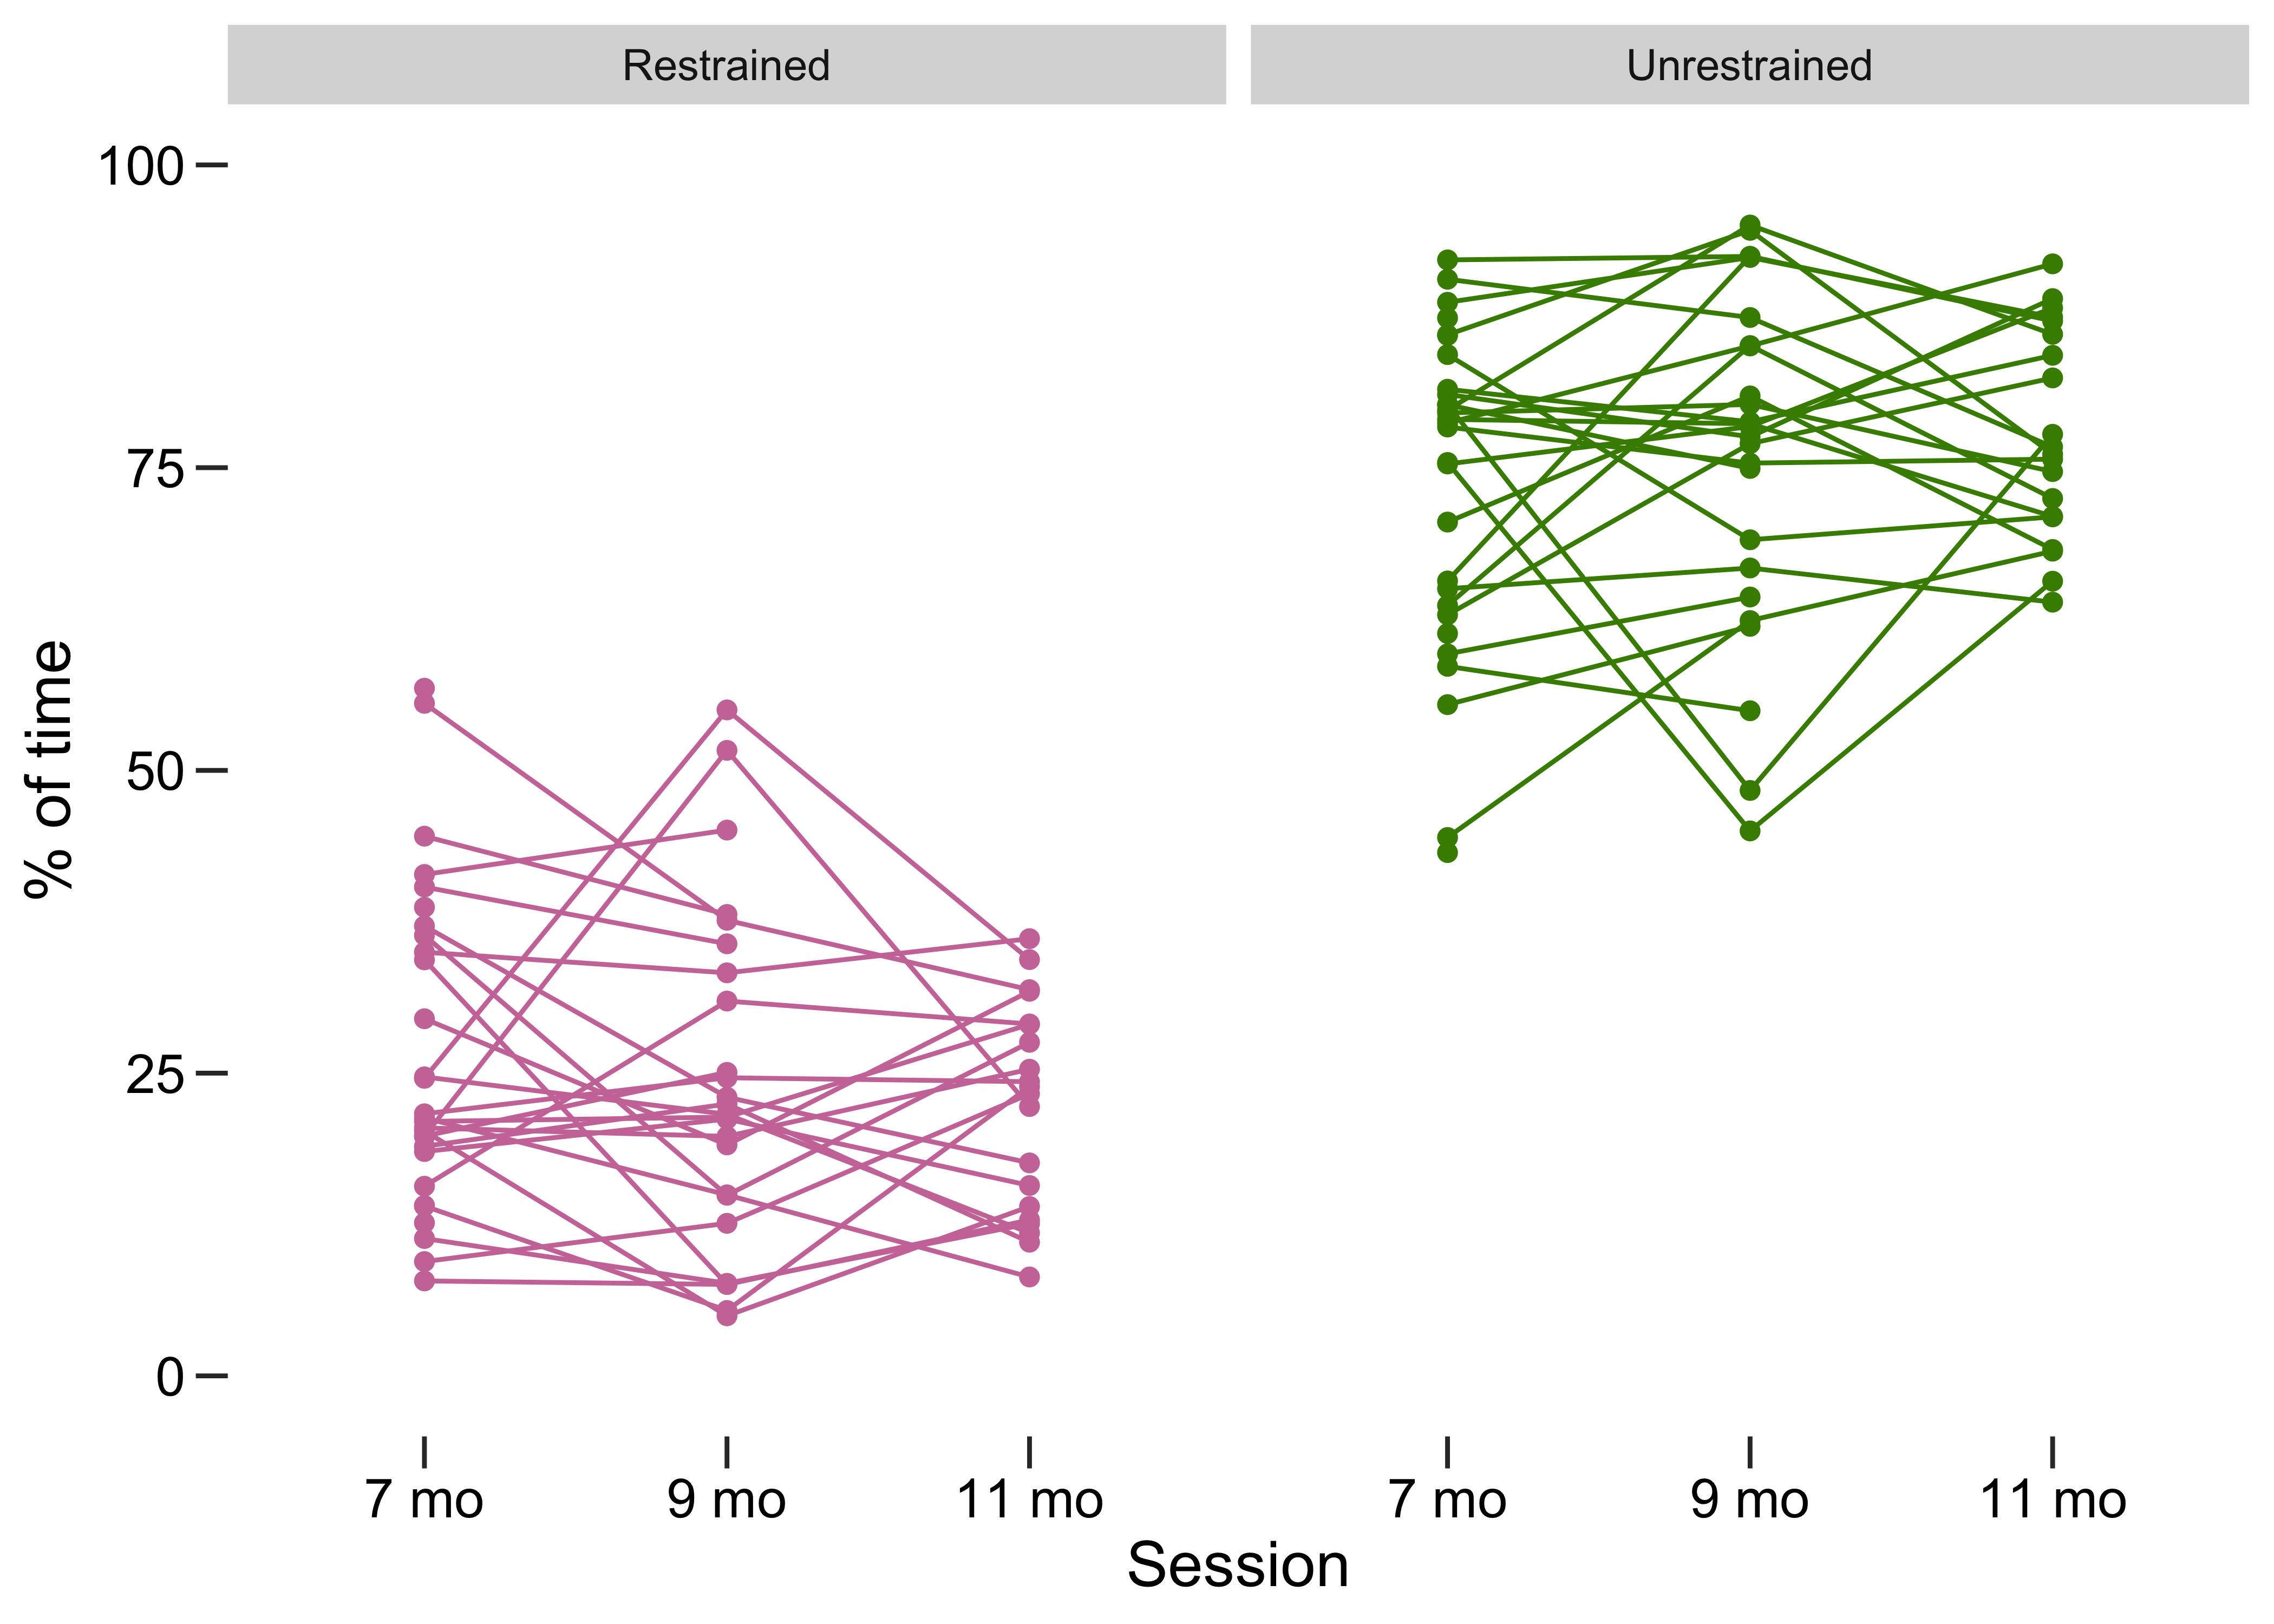 Restrained Unrestrained
100
75
50
25
0
% of time
7 mo 9 mo 11 mo 7 mo 9 mo 11 mo
Session